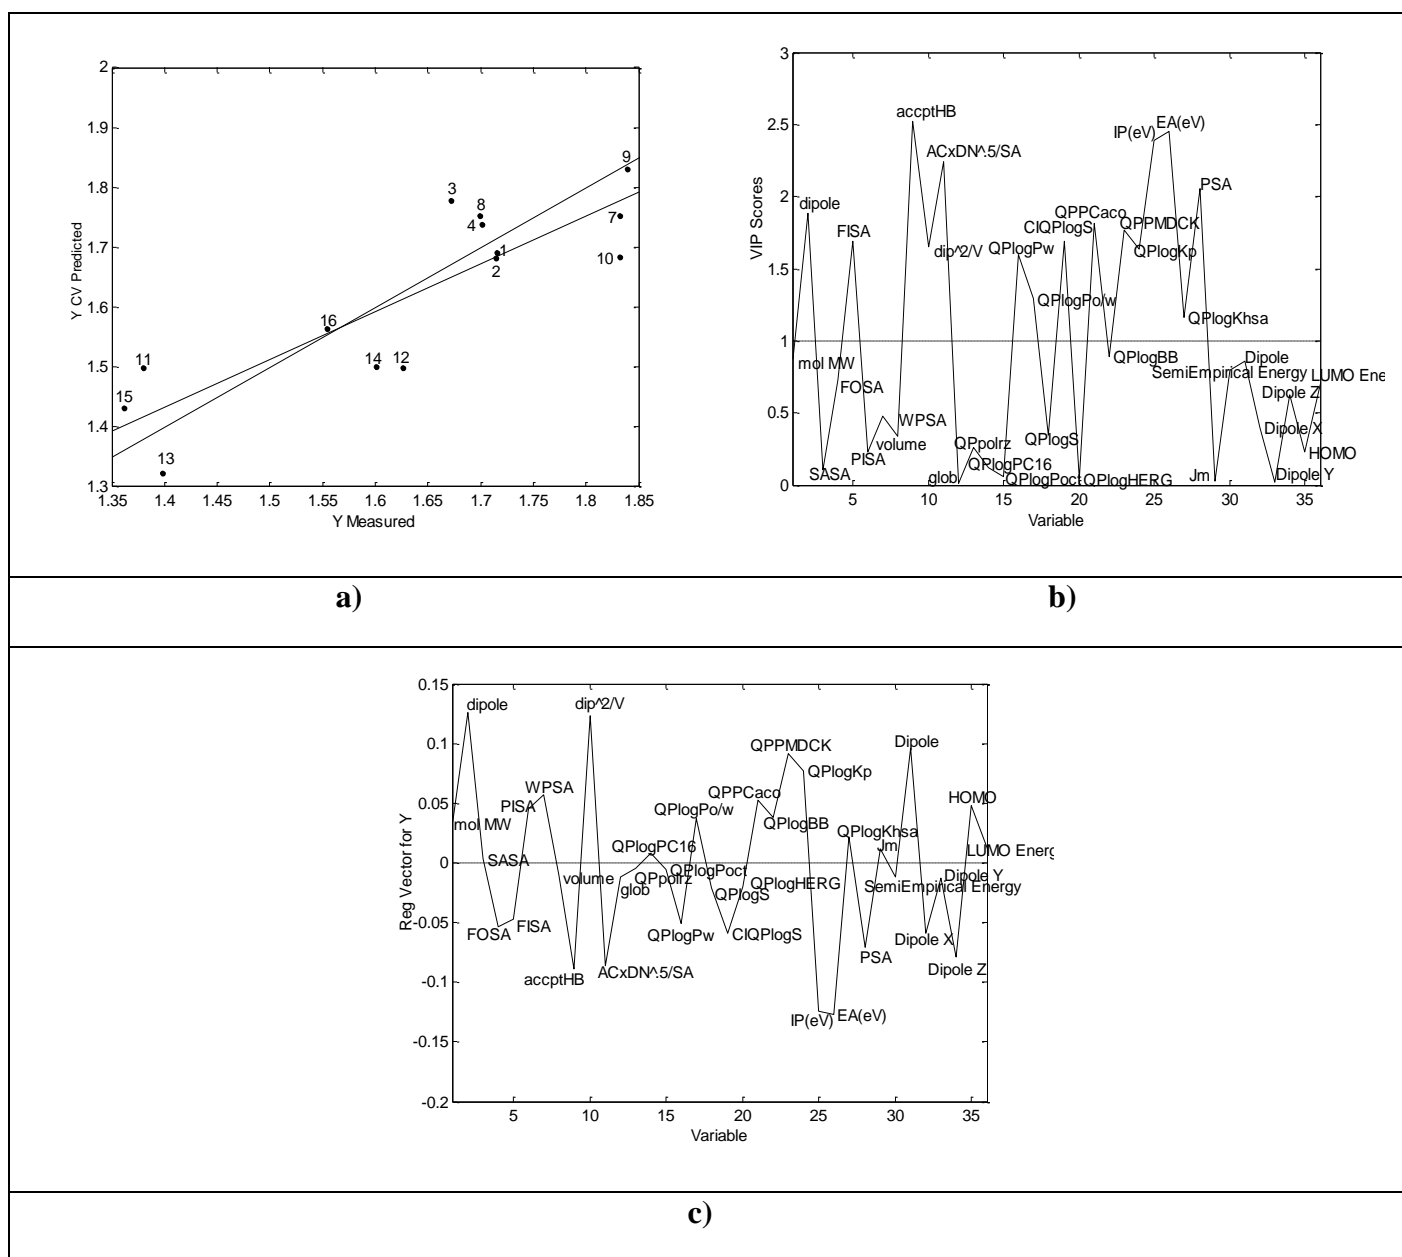 2
1.9
1.8
1.7
1.6
1.5
1.4
1.3
1.35 1.4 1.45 1.5 1.55 1.6 1.65 1.7 1.75 1.8 1.85
Y Measured
Y CV Predicted
9
3
8
4
7
1
2
10
16
11
14
12
15
13
3
2.5
2
1.5
1
0.5
0
5 10 15 20 25 30 35
Variable
VIP Scores
accptHB
EA(eV)
IP(eV)
ACxDN^.5/SA
PSA
dipole
QPPCaco
FISA
CIQPlogS
QPPMDCK
dip^2/V
QPlogPw
QPlogKp
QPlogPo/w
QPlogKhsa
mol MW
QPlogBB
Dipole
SemiEmpirical Energy
LUMO Ene
FOSA
Dipole Z
WPSA
volume
Dipole X
QPpolrz
QPlogS
PISA
QPlogPC16
HOMO
SASA
glob
QPlogPoct
QPlogHERG
Jm
Dipole Y
a)
b)
0.15
0.1
0.05
0
-0.05
-0.1
-0.15
-0.2
5 10 15 20 25 30 35
Variable
Reg Vector for Y
dipole
dip^2/V
QPPMDCK
Dipole
QPlogKp
WPSA
QPPCaco
HOMO
PISA
QPlogPo/w
mol MW
QPlogBB
QPlogKhsa
QPlogPC16
Jm
LUMO Energ
SASA
volume
QPpolrz
QPlogPoct
Dipole Y
glob
QPlogHERG
SemiEmpirical Energy
QPlogS
FOSA
FISA
QPlogPw
CIQPlogS
Dipole X
PSA
accptHB
ACxDN^.5/SA
Dipole Z
IP(eV)
EA(eV)
c)